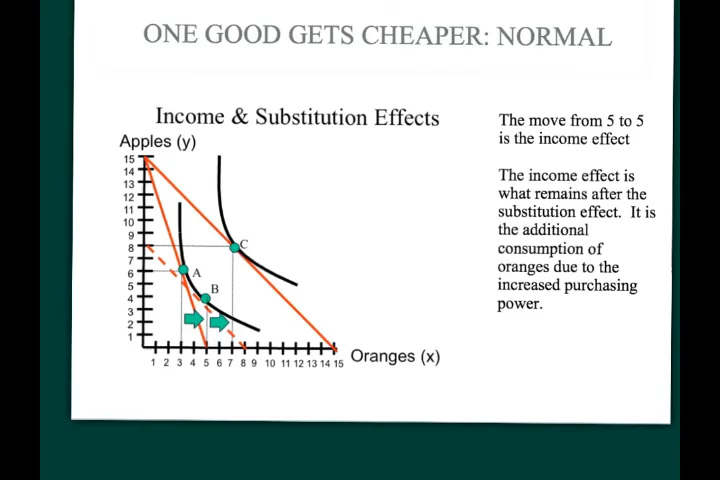 ONE GOOD GETS CHEAPER: NORMAL
Income & Substitution Effects
Apples (y)
15
14
13
12
11
10
9
8
7
6
5
4
3
2
1
C
A
B
1 2 3 4 5 6 7 8 9 10 11 12 13 14 15
Oranges (x)
The move from 5 to 5
is the income effect
The income effect is
what remains after the
substitution effect. It is
the additional
consumption of
oranges due to the
increased purchasing
power.